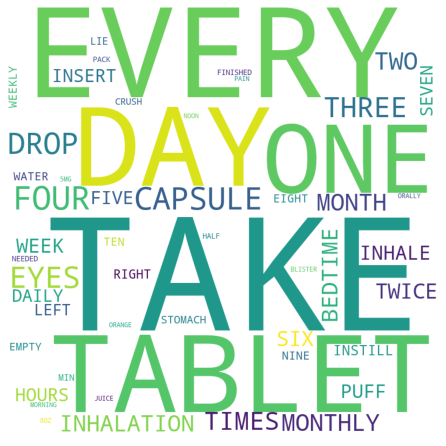 EVERY
LIE
PACK
INSERT
FINISHED
PAIN
TWO
WEEKLY
CRUSH
THREE
SEVEN
NOON
DAY
ONE
DROP
WATER
5MG
FOUR
FIVE
CAPSULE
EIGHT
MONTH
ORALLY
TAKE
WEEK
TEN
HALF
BEDTIME
INHALE
NEEDED
EYES
RIGHT
BLISTER
TWICE
DAILY
LEFT
STOMACH
ORANGE
TABLET
EMPTY
SIX
NINE
INSTILL
MIN
HOURS
JUICE
PUFF
MORNING
8OZ
INHALATION
TIMES
MONTHLY